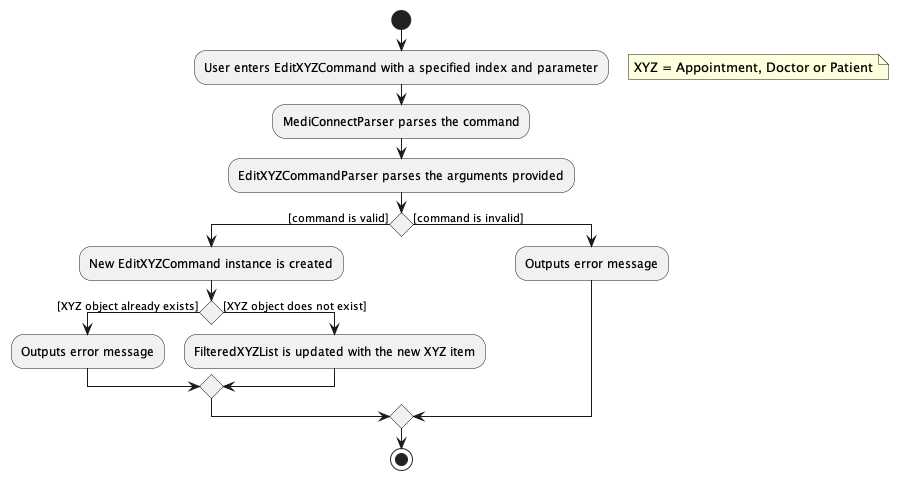 User enters EditXYZCommand with a specified index and parameter
XYZ = Appointment, Doctor or Patient
MediConnectParser parses the command
EditXYZCommandParser parses the arguments provided
[command is valid]
[command is invalid]
New EditXYZCommand instance is created
Outputs error message
[XYZ object already exists]
[XYZ object does not exist]
Outputs error message
FilteredXYZList is updated with the new XYZ item